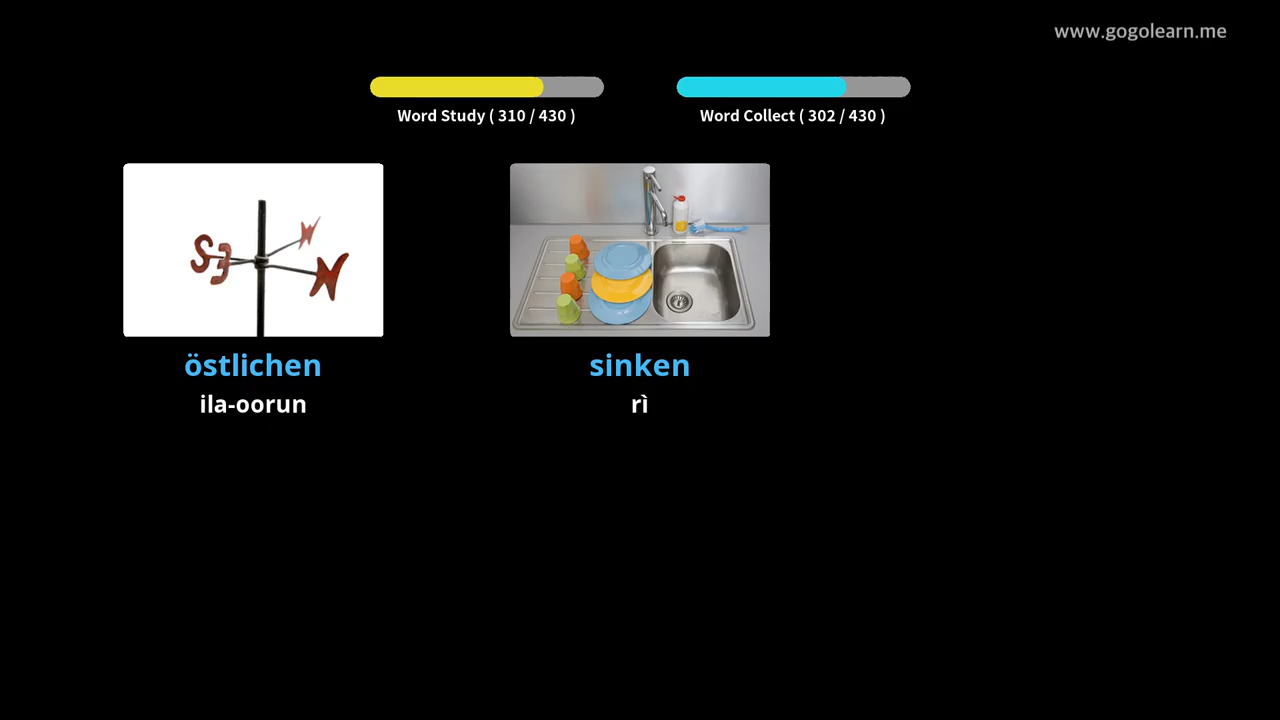 www.gogolearn.me
Word Study ( 310 / 430 )
Word Collect ( 302 / 430 )
S E N
östlichen
sinken
ila-oorun
rì